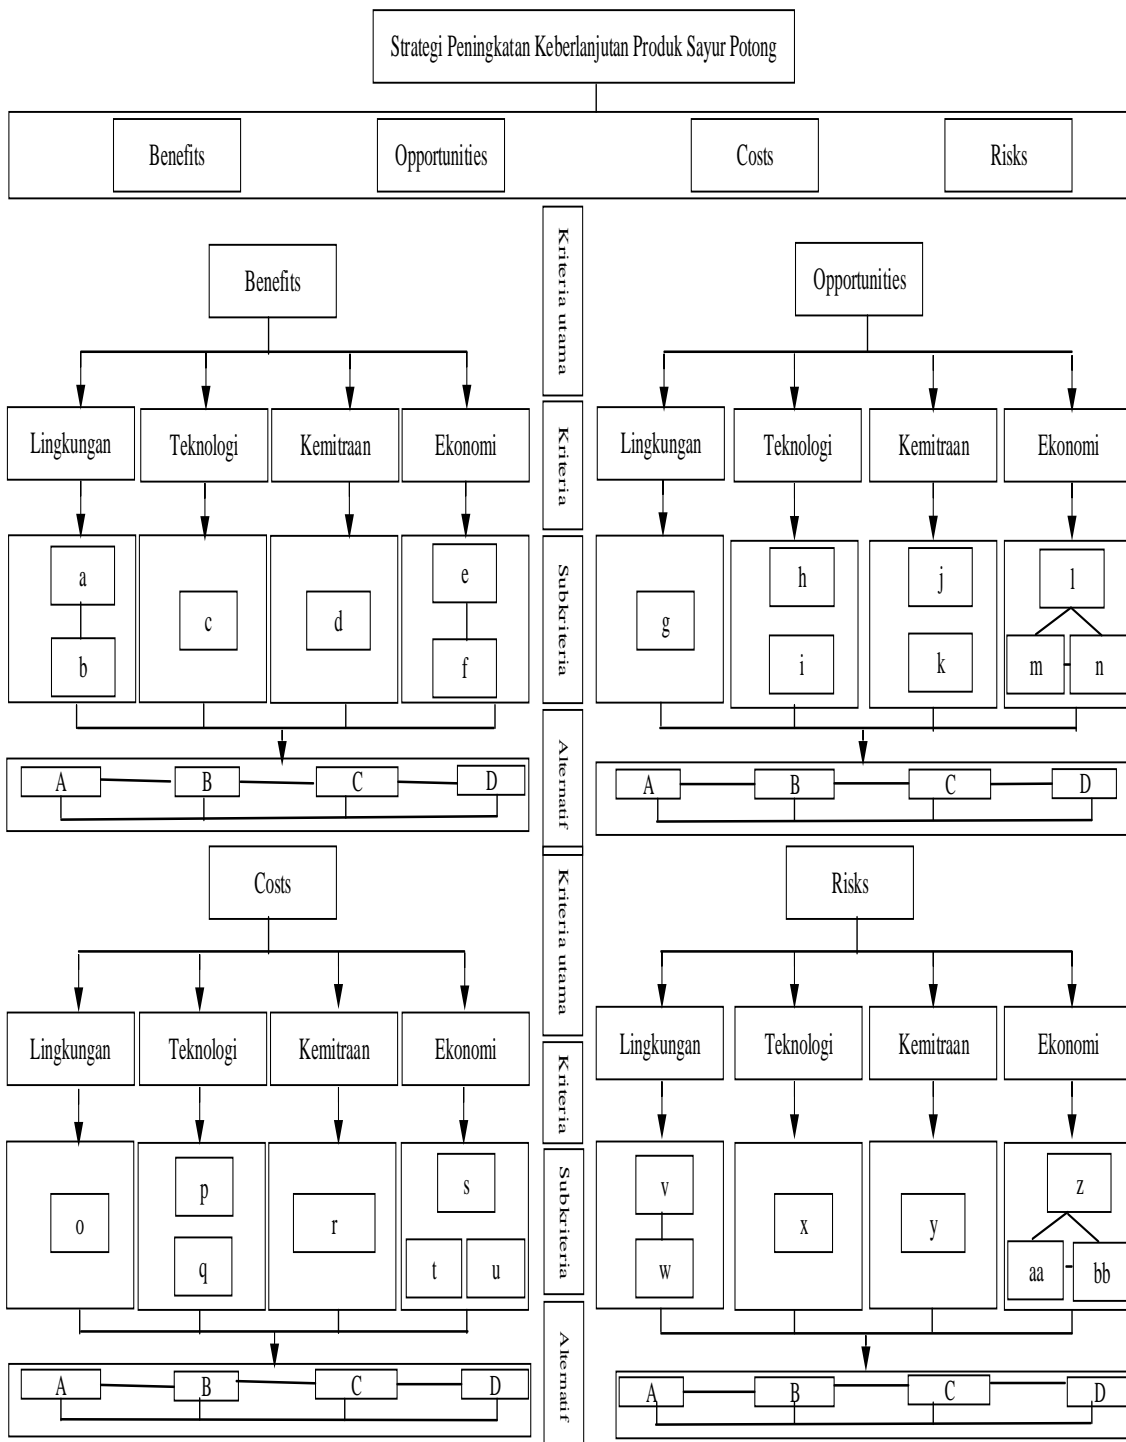 Strategi Peningkatan Keberlanjutan Produk Sayur Potong
Benefits
Opportunities
Costs
Risks
Kriteria utama
Benefits
Opportunities
Lingkungan
Teknologi
Kemitraan
Ekonomi
Kriteria
Lingkungan
Teknologi
Kemitraan
Ekonomi
a
b
c
d
e
f
Subkriteria
g
h
i
j
k
l
m
n
A
B
C
D
Alternatif
A
B
C
D
Costs
Kriteria utama
Risks
Lingkungan
Teknologi
Kemitraan
Ekonomi
Kriteria
Lingkungan
Teknologi
Kemitraan
Ekonomi
o
p
q
r
s
t
u
Subkriteria
v
w
x
y
z
aa
bb
A
B
C
D
Alternatif
A
B
C
D